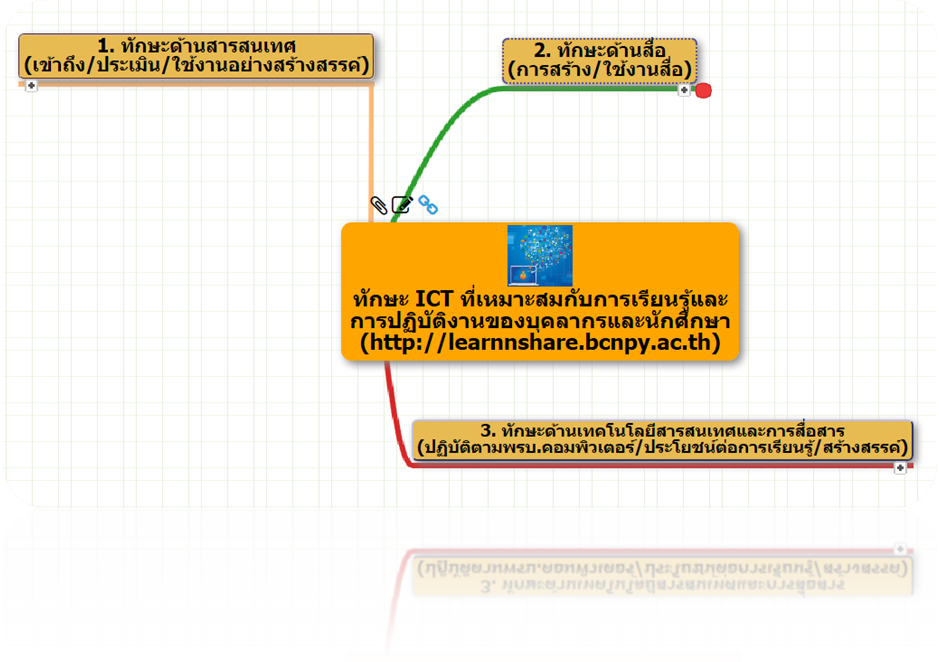 1. ทักษะด้านสารสนเทศ
(เข้าถึง/ประเมิน/ใช้งานอย่างสร้างสรรค์)
2. ทักษะด้านสื่อ
(การสร้าง/ใช้งานสื่อ)
ทักษะ ICT ที่เหมาะสมกับการเรียนรู้และ
การปฏิบัติงานของบุคลากรและนักศึกษา
(http://learnnshare.bcnpy.ac.th)
3. ทักษะด้านเทคโนโลยีสารสนเทศและการสื่อสาร
(ปฏิบัติตามพรบ.คอมพิวเตอร์/ประโยชน์ต่อการเรียนรู้/สร้างสรรค์)